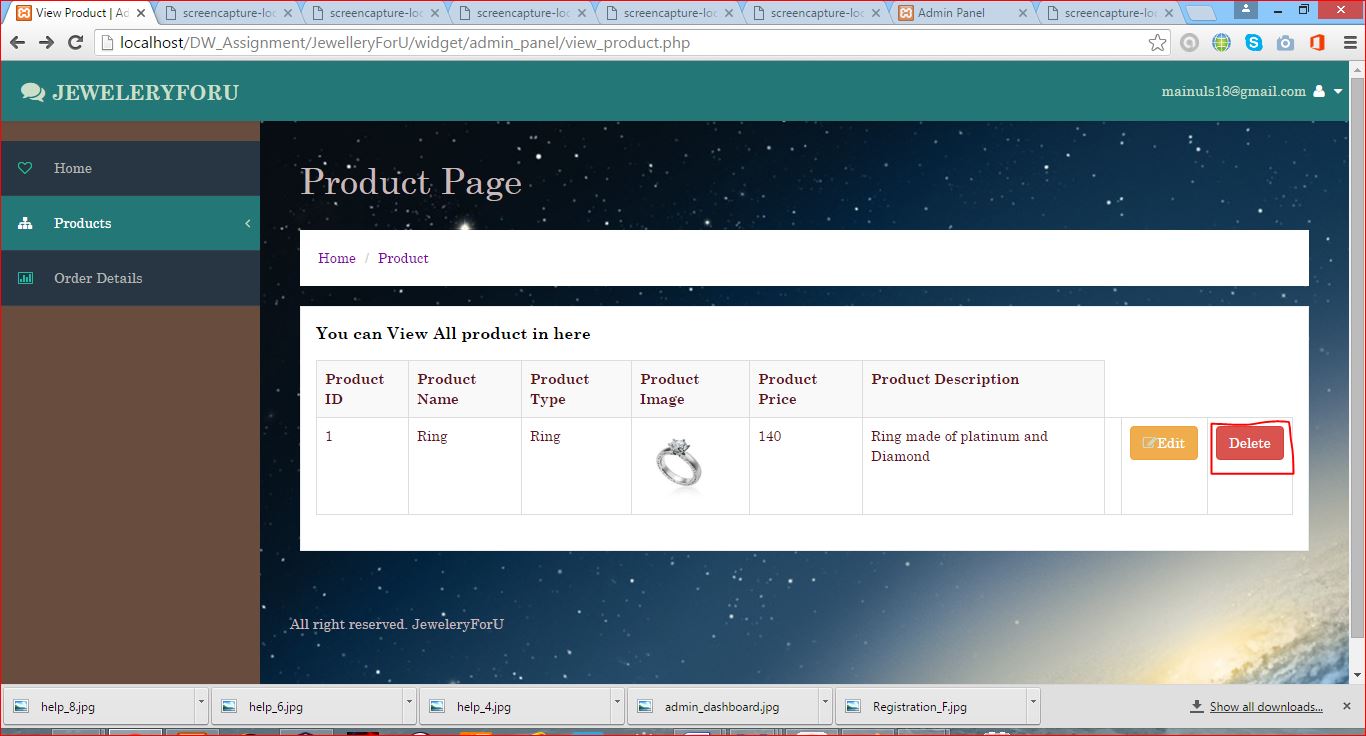 View Product | Ad
screencapture-loc
screencapture-loc
screencapture-loc
screencapture-loc
screencapture-loc
Admin Panel
screencapture-loc
localhost/DW_Assignment/JewelleryForU/widget/admin_panel/view_product.php
JEWELERYFORU
mainuls18@gmail.com
Home
Products
Order Details
Product Page
Home / Product
You can View All product in here
Product ID
Product Name
Product Type
Product Image
Product Price
Product Description
1
Ring
Ring
140
Ring made of platinum and
Diamond
Edit
Delete
All right reserved. JeweleryForU
help_8.jpg
help_6.jpg
help_4.jpg
admin_dashboard.jpg
Registration_F.jpg
Show all downloads...